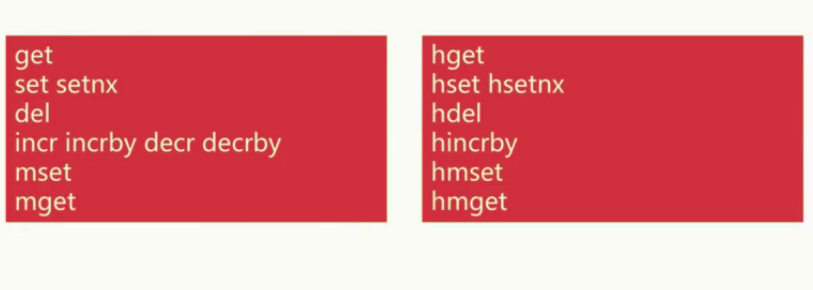 get
set setnx
del
incr incrby decr decrby
mset
mget
hget
hset hsetnx
hdel
hincrby
hmset
hmget